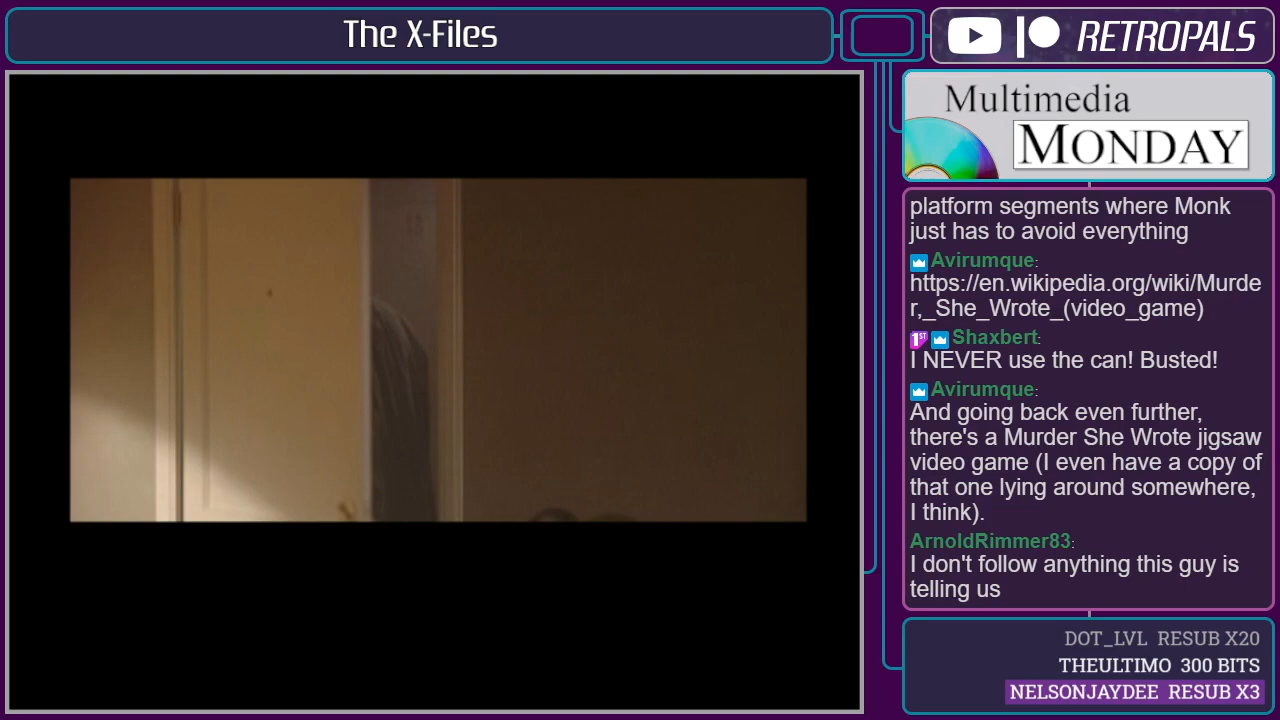 The X-Files
RETROPALS
Multimedia
MONDAY
platform segments where Monk
just has to avoid everything
Avirumque:
https://en.wikipedia.org/wiki/Murde
r,_She_Wrote_(video_game)
1ST Shaxbert:
I NEVER use the can! Busted!
Avirumque:
And going back even further,
there's a Murder She Wrote jigsaw
video game (I even have a copy of
that one lying around somewhere,
I think).
ArnoldRimmer83:
I don't follow anything this guy is
telling us
DOT_LVL RESUB X20
THEULTIMO 300 BITS
NELSONJAYDEE RESUB X3